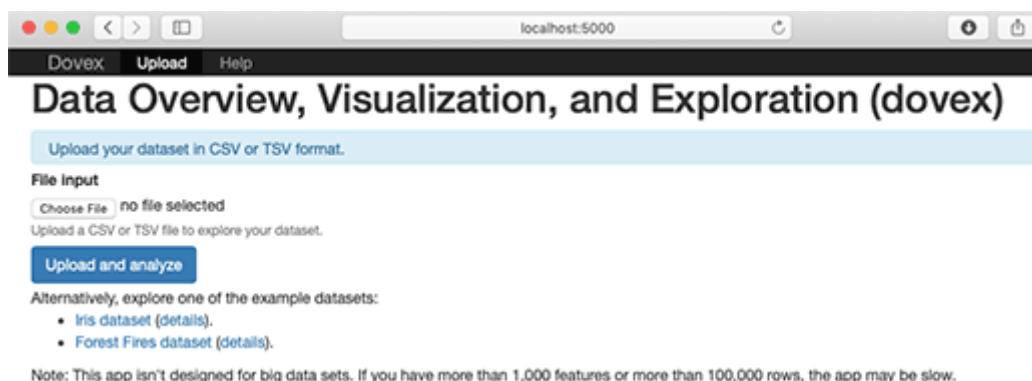 localhost:5000
Dovex Upload Help
Data Overview, Visualization, and Exploration (dovex)
Upload your dataset in CSV or TSV format.
File input
Choose File no file selected
Upload a CSV or TSV file to explore your dataset.
Upload and analyze
Alternatively, explore one of the example datasets:
• Iris dataset (details).
• Forest Fires dataset (details).
Note: This app isn't designed for big data sets. If you have more than 1,000 features or more than 100,000 rows, the app may be slow.